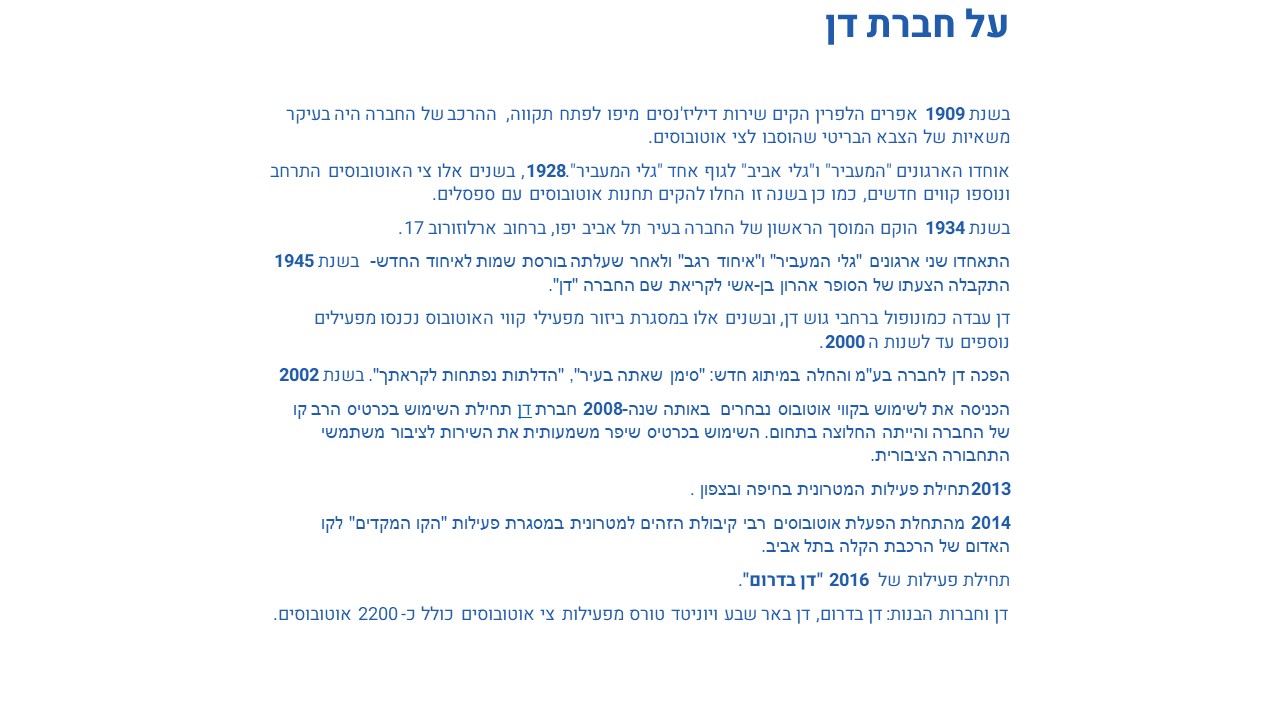 על חברת דן
בשנת 1909 אפרים הלפרין הקים שירות דיליז'נסים מיפו לפתח תקווה, ההרכב של החברה היה בעיקר
משאיות של הצבא הבריטי שהוסבו לצי אוטובוסים.
אוחדו הארגונים "המעביר" ו"גלי אביב" לגוף אחד "גלי המעביר".1928, בשנים אלו צי האוטובוסים התרחב
ונוספו קווים חדשים, כמו כן בשנה זו החלו להקים תחנות אוטובוסים עם ספסלים.
בשנת 1934 הוקם המוסך הראשון של החברה בעיר תל אביב יפו, ברחוב ארלוזורוב 17.
התאחדו שני ארגונים "גלי המעביר" ו"איחוד רגב" ולאחר שעלתה בורסת שמות לאיחוד החדש- בשנת 1945
התקבלה הצעתו של הסופר אהרון בן-אשי לקריאת שם החברה "דן".
דן עבדה כמונופול ברחבי גוש דן, ובשנים אלו במסגרת ביזור מפעילי קווי האוטובוס נכנסו מפעילים
נוספים עד לשנות ה 2000.
הפכה דן לחברה בע"מ והחלה במיתוג חדש: "סימן שאתה בעיר", "הדלתות נפתחות לקראתך". בשנת 2002
הכניסה את לשימוש בקווי אוטובוס נבחרים באותה שנה-2008 חברת דן תחילת השימוש בכרטיס הרב קו
של החברה והייתה החלוצה בתחום. השימוש בכרטיס שיפר משמעותית את השירות לציבור משתמשי
התחבורה הציבורית.
2013תחילת פעילות המטרונית בחיפה ובצפון .
2014 מהתחלת הפעלת אוטובוסים רבי קיבולת הזהים למטרונית במסגרת פעילות "הקו המקדים" לקו
האדום של הרכבת הקלה בתל אביב.
תחילת פעילות של 2016 "דן בדרום".
דן וחברות הבנות: דן בדרום, דן באר שבע ויוניטד טורס מפעילות צי אוטובוסים כולל כ- 2200 אוטובוסים.